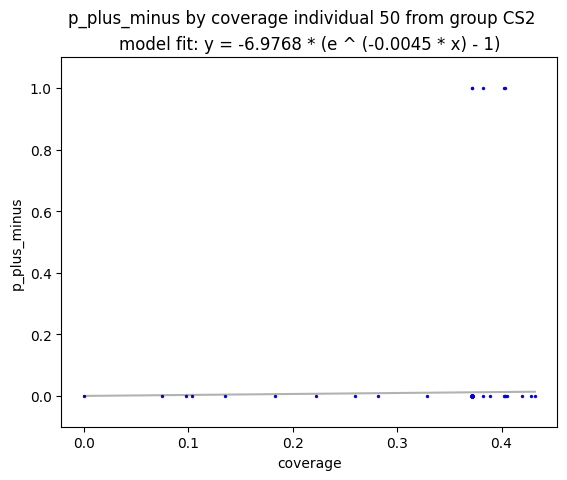 p_plus_minus by coverage individual 50 from group CS2
model fit: y = -6.9768 * (e ^ (-0.0045 * x) - 1)
1.0
0.8
0.6
0.4
0.2
0.0
p_plus_minus
0.0 0.1 0.2 0.3 0.4
coverage